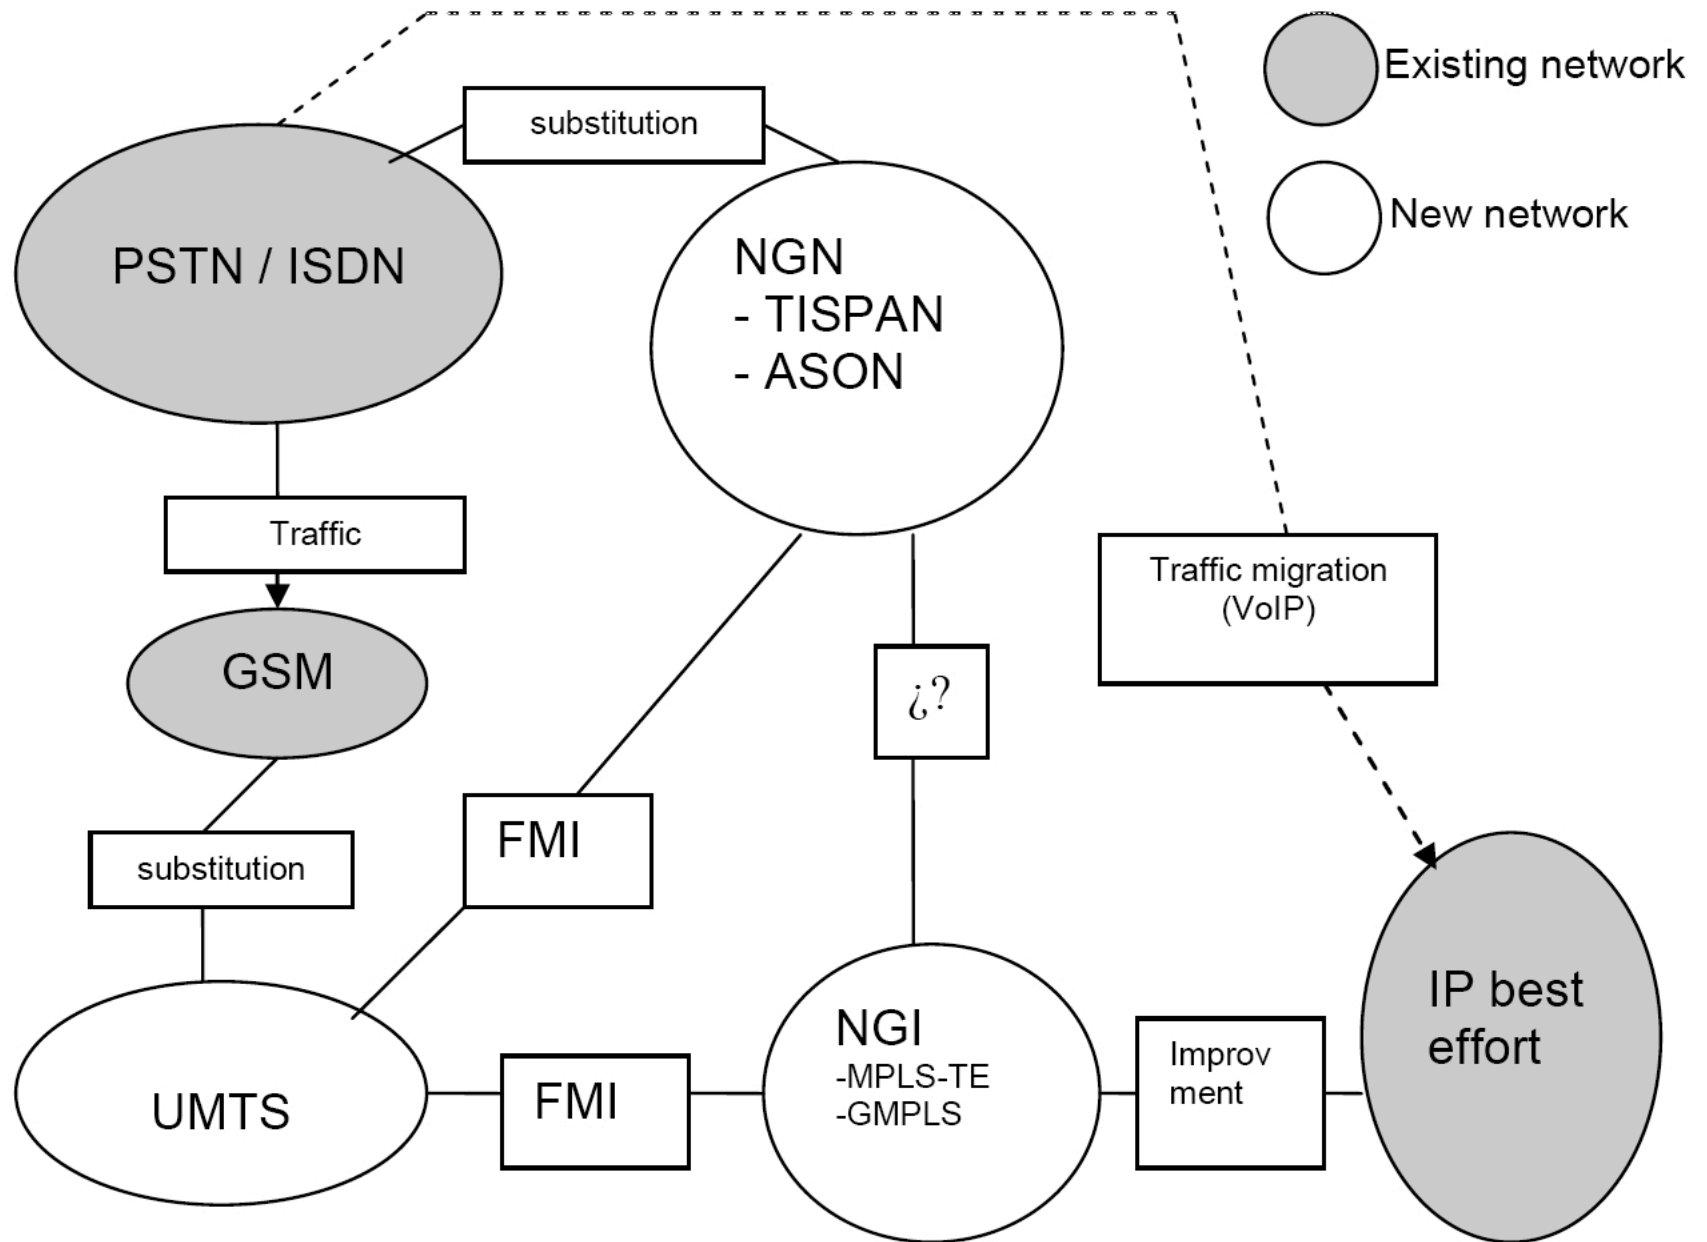 Existing network
substitution
New network
PSTN / ISDN
NGN
- TISPAN
- ASON
Traffic
Traffic migration
(VoIP)
GSM
¿?
FMI
substitution
IP best
effort
NGI
-MPLS-TE
-GMPLS
Improv
ment
UMTS
FMI